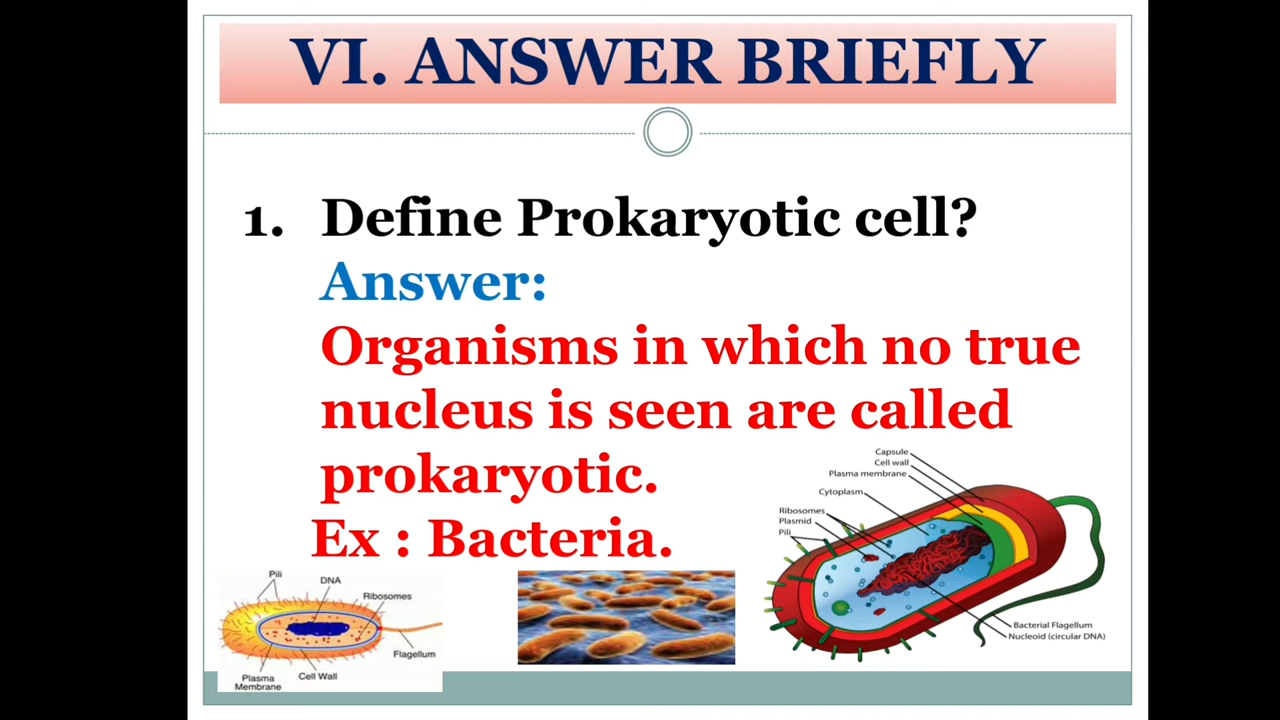 VI. ANSWER BRIEFLY
1. Define Prokaryotic cell?
Answer:
Organisms in which no true
nucleus is seen are called
prokaryotic.
Ex : Bacteria.
Capsule
Cell wall
Plasma membrane
Cytoplasm
Ribosomes
Plasmid
Pili
Bacterial Flagellum
Nucleoid (circular DNA)
Pili
DNA
Ribosomes
Flagellum
Cell Wall
Plasma
Membrane